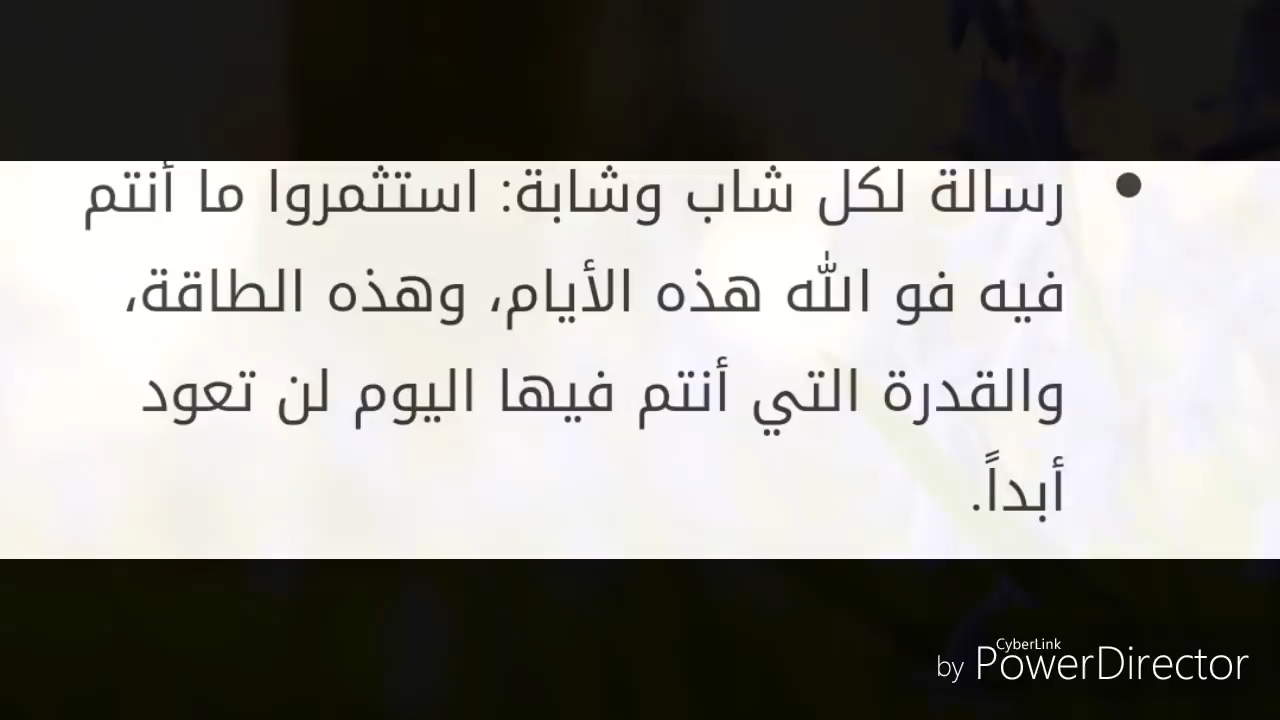 • رسالة لكل شاب وشابة: استثمروا ما أنتم
فيه فو الله هذه الأيام، وهذه الطاقة،
والقدرة التي أنتم فيها اليوم لن تعود
أبداً.
CyberLink
by PowerDirector